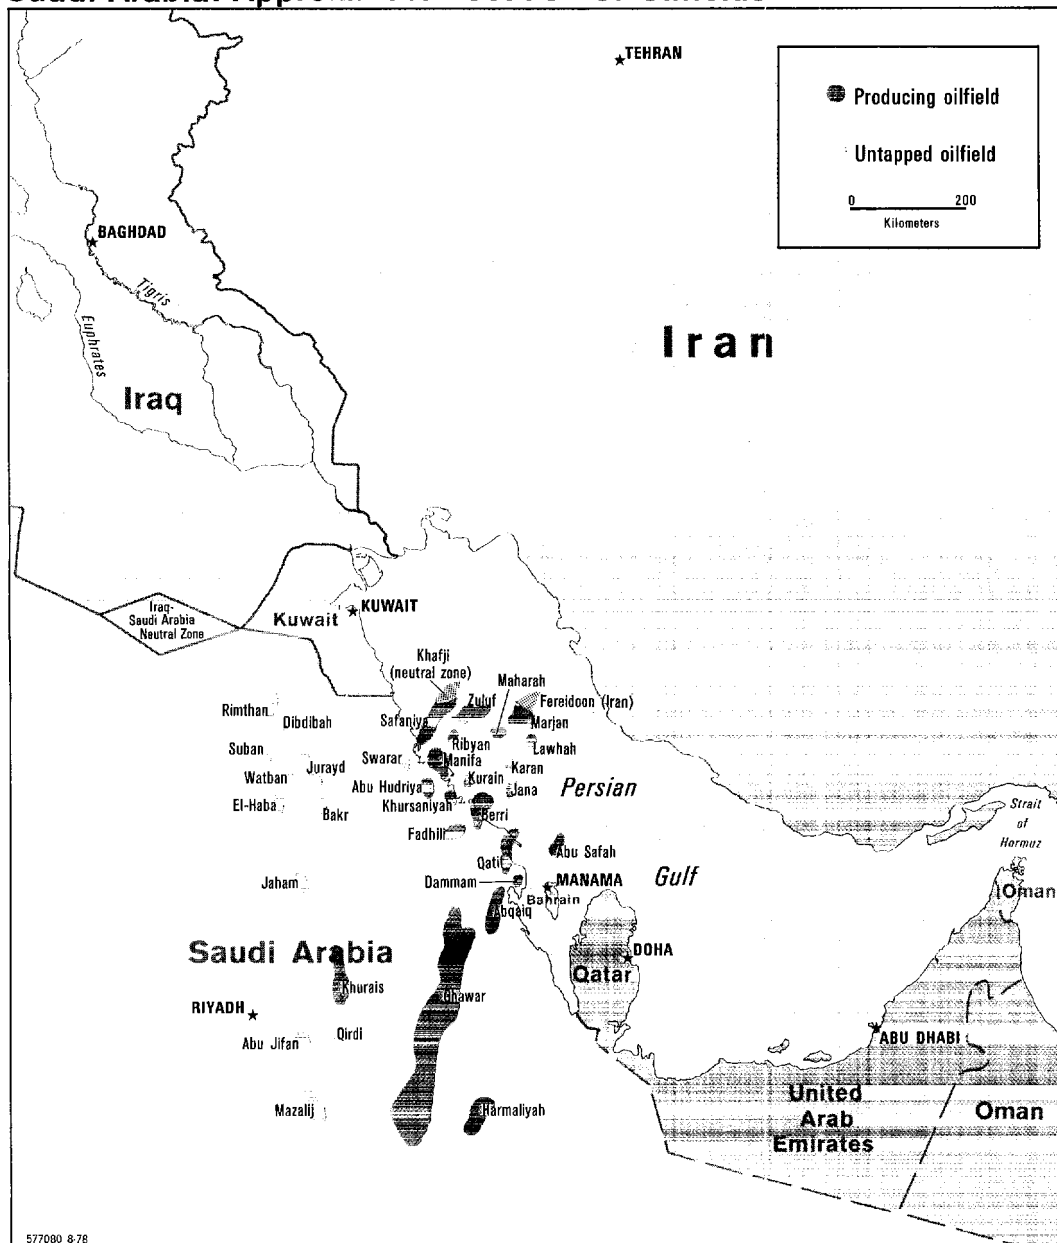 Saudi Arabia:
TEHRAN
Producing oilfield
Untapped oilfield
0 200
Kilometers
BAGHDAD
Tigris
Euphrates
Iraq
Iran
Iraq-
Saudi Arabia
Neutral Zone
Kuwait
KUWAIT
Khafji
(neutral zone)
Maharah
Zuluf
Fereidoon (Iran)
Rimthan
Dibdibah
Safaniya
Marjan
Suban
Swarar
Ribyan
Manifa
Lawhah
Watban
Jurayd
Abu Hudriya
Kurain
Karan
Jana
Persian
El-Haba
Bakr
Khursaniyah
Berri
Strait
of
Hormuz
Fadhili
Qatif
Abu Safah
Jaham
Dammam
MANAMA
Bahrain
Gulf
Oman
Abqaiq
Saudi Arabia
DOHA
Qatar
Khurais
Ghawar
RIYADH
Abu Jifan
Qirdi
ABU DHABI
Mazalij
Harmaliyah
United
Arab
Emirates
Oman
577080 8-78